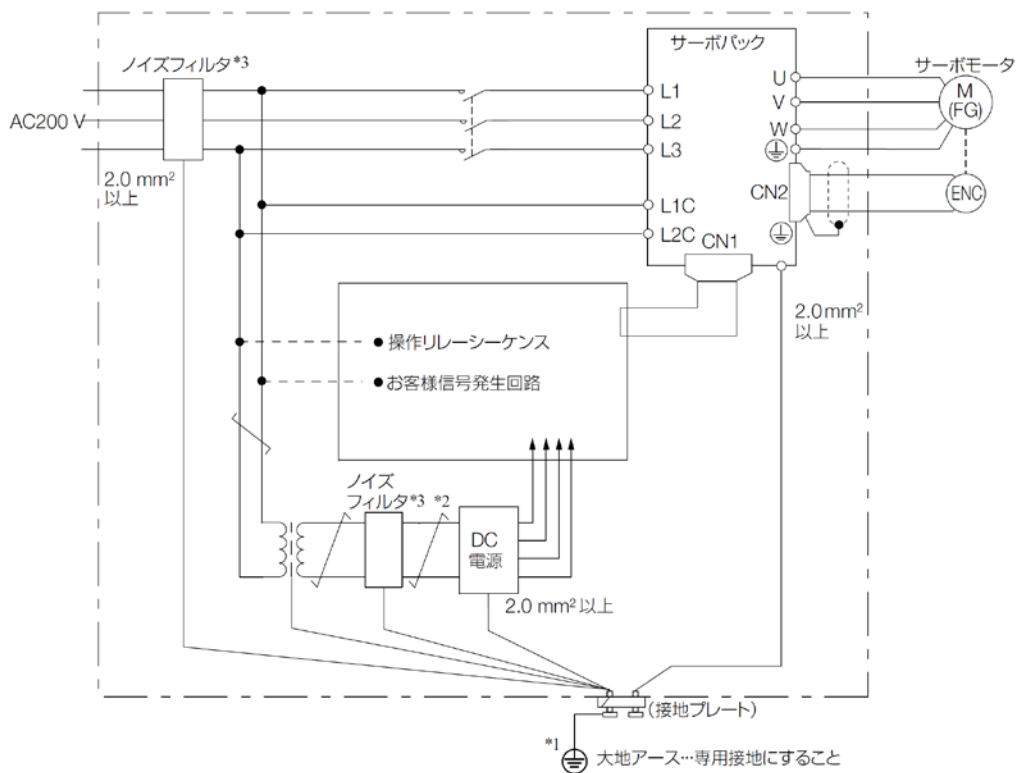 サーボパック
ノイズフィルタ*3
サーボモータ
U
M
(FG)
L1
V
AC200 V
L2
W
L3
2.0 mm²
以上
CN2
ENC
L1C
L2C
CN1
2.0mm²
以上
操作リレーシーケンス
お客様信号発生回路
ノイズ
フィルタ*3 *2
DC
電源
2.0 mm²以上
(接地プレート)
*1
大地アース…専用接地にすること